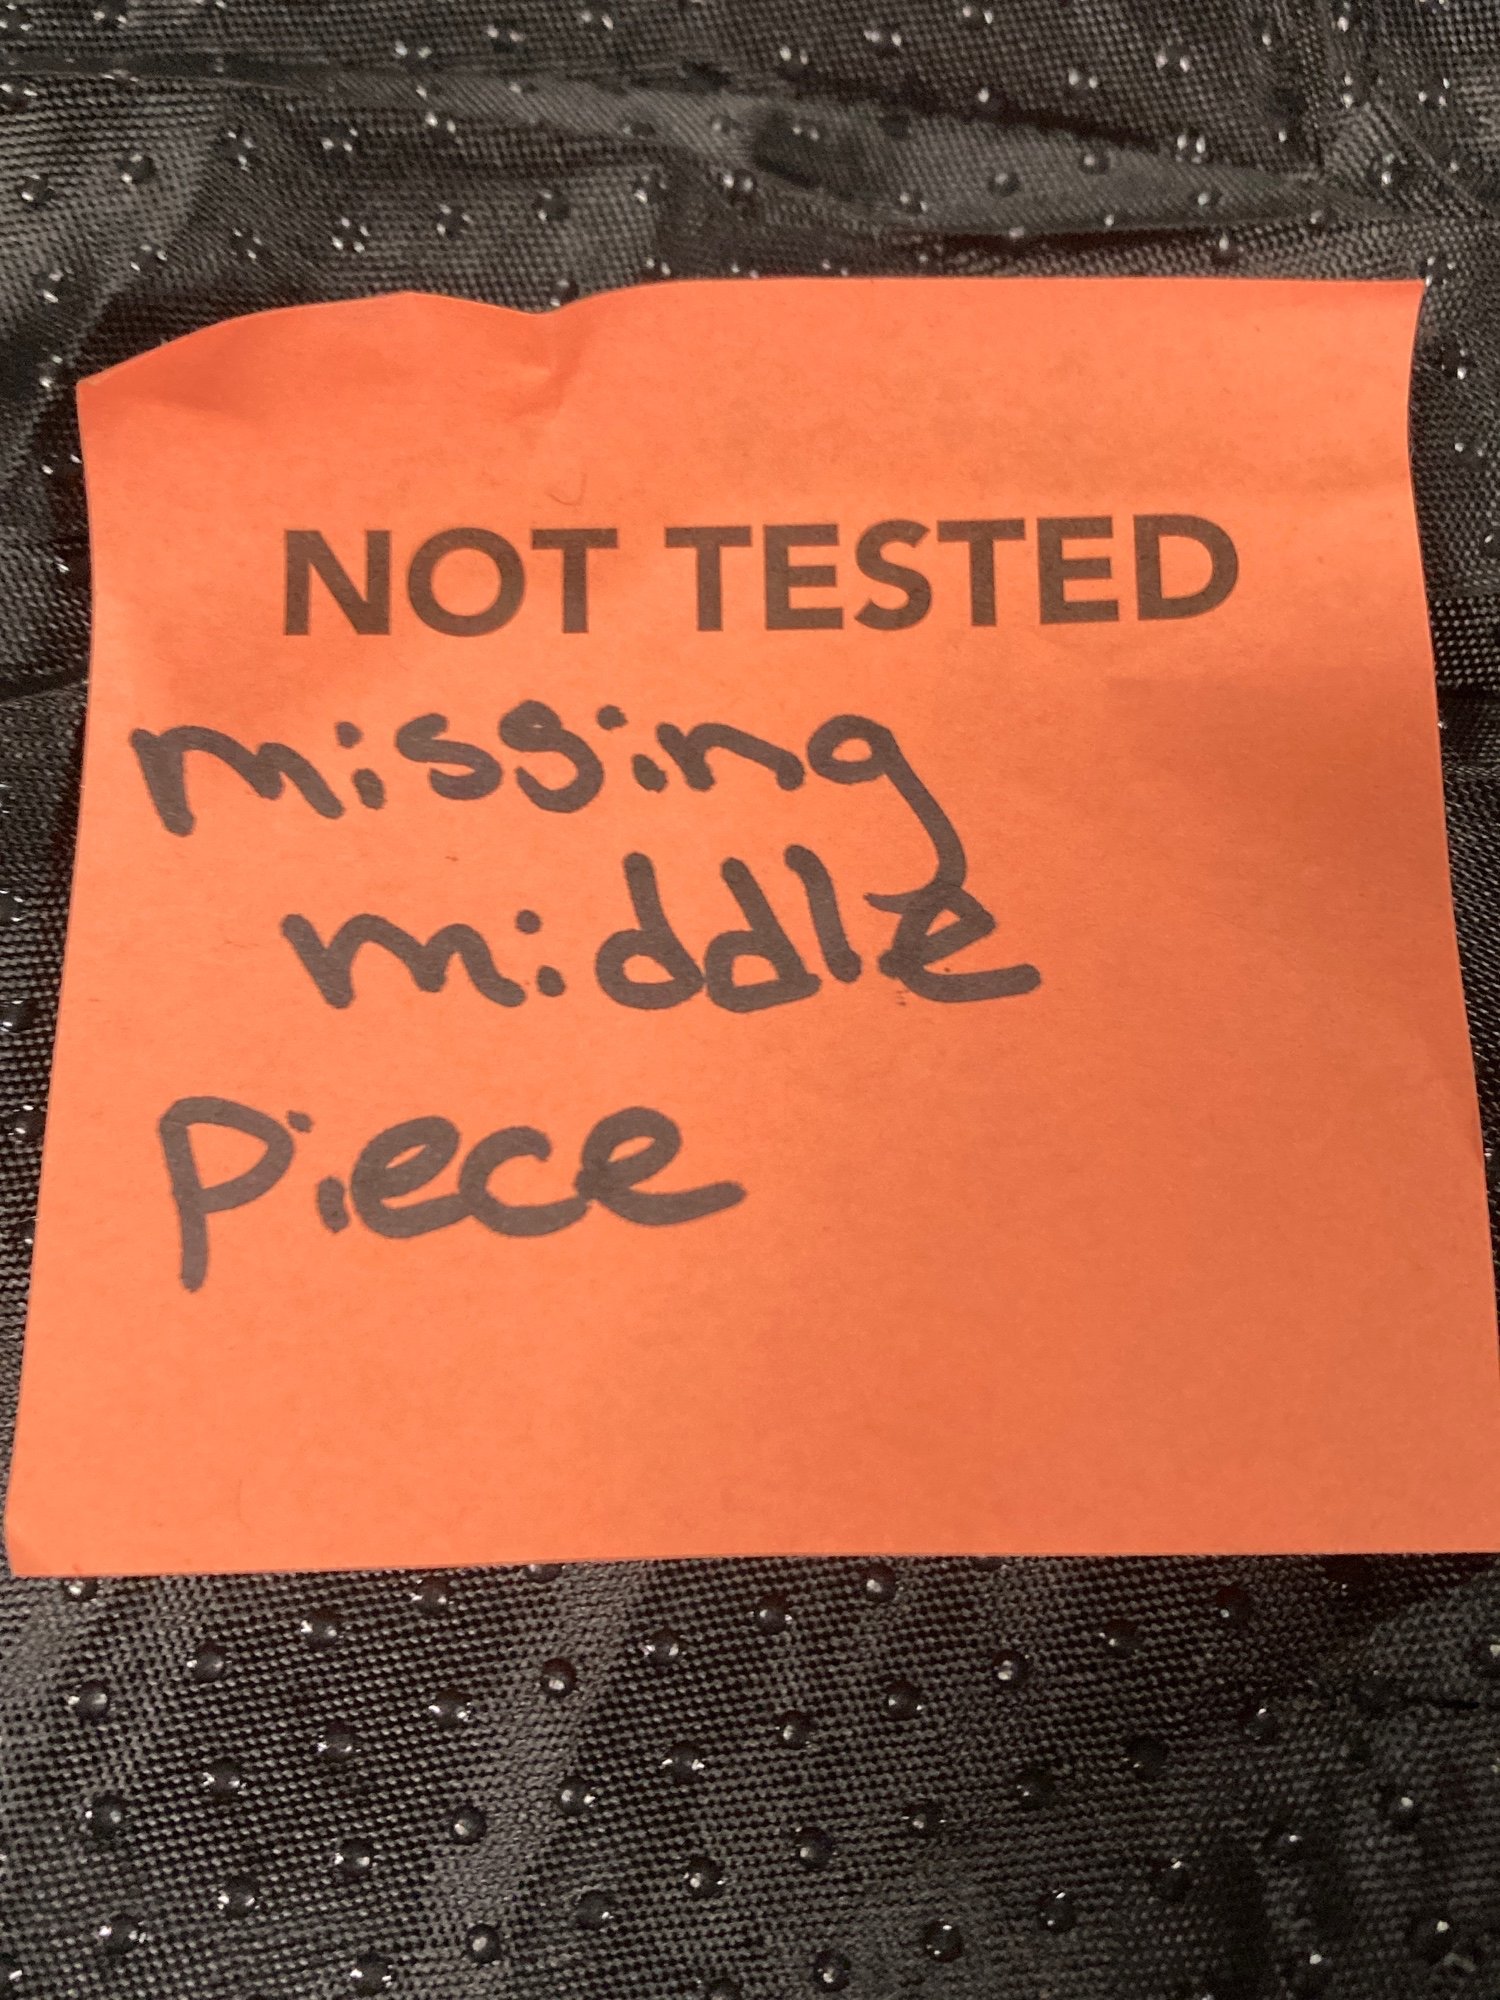 NOT TESTED
missing
middle
piece